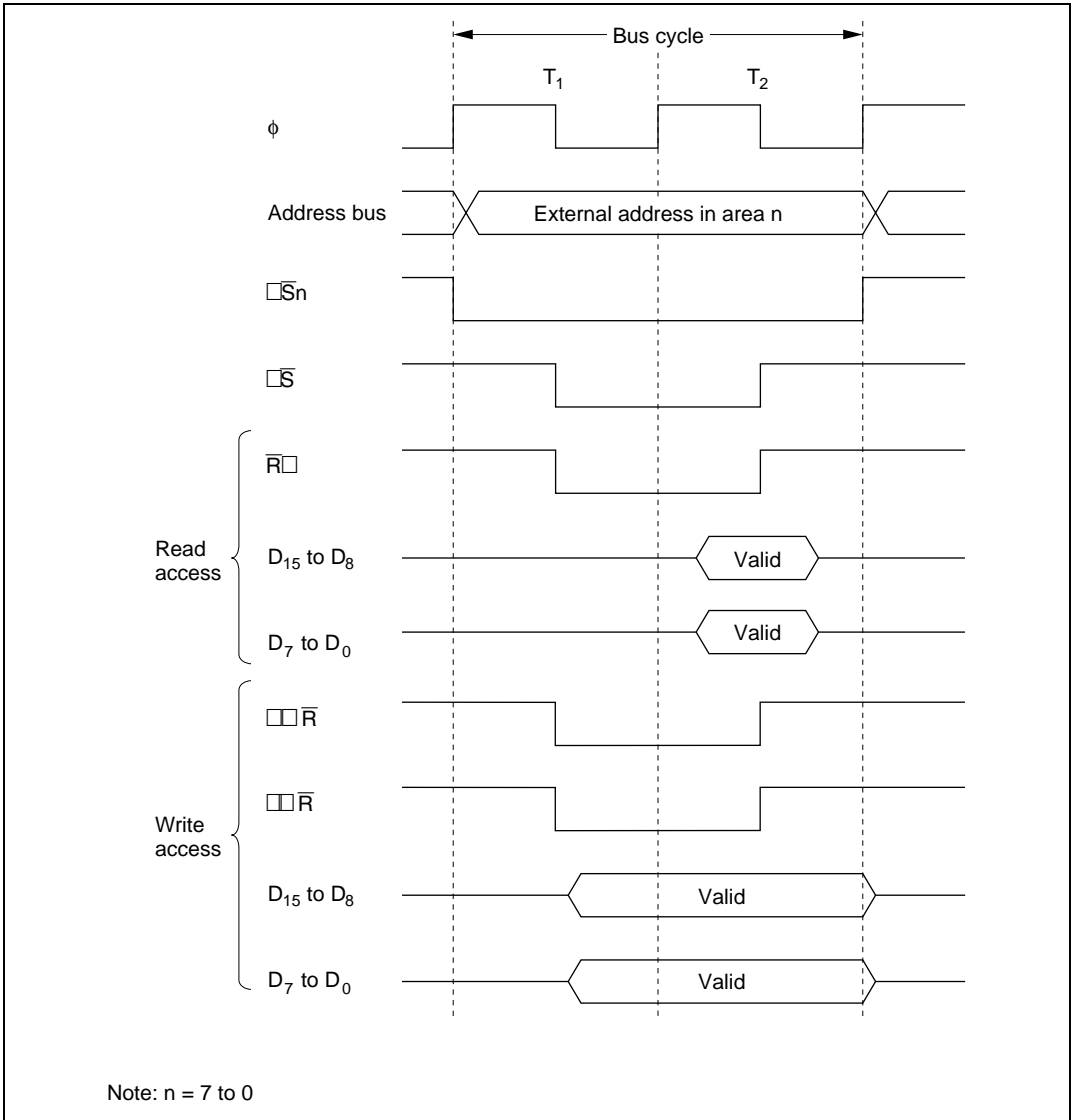 Bus cycle
T₁ T₂
ϕ
Address bus External address in area n
□S̅n
□S̅
Read access
R̅□
D₁₅ to D₈ Valid
D₇ to D₀ Valid
Write access
□□R̅
□□R̅
D₁₅ to D₈ Valid
D₇ to D₀ Valid
Note: n = 7 to 0